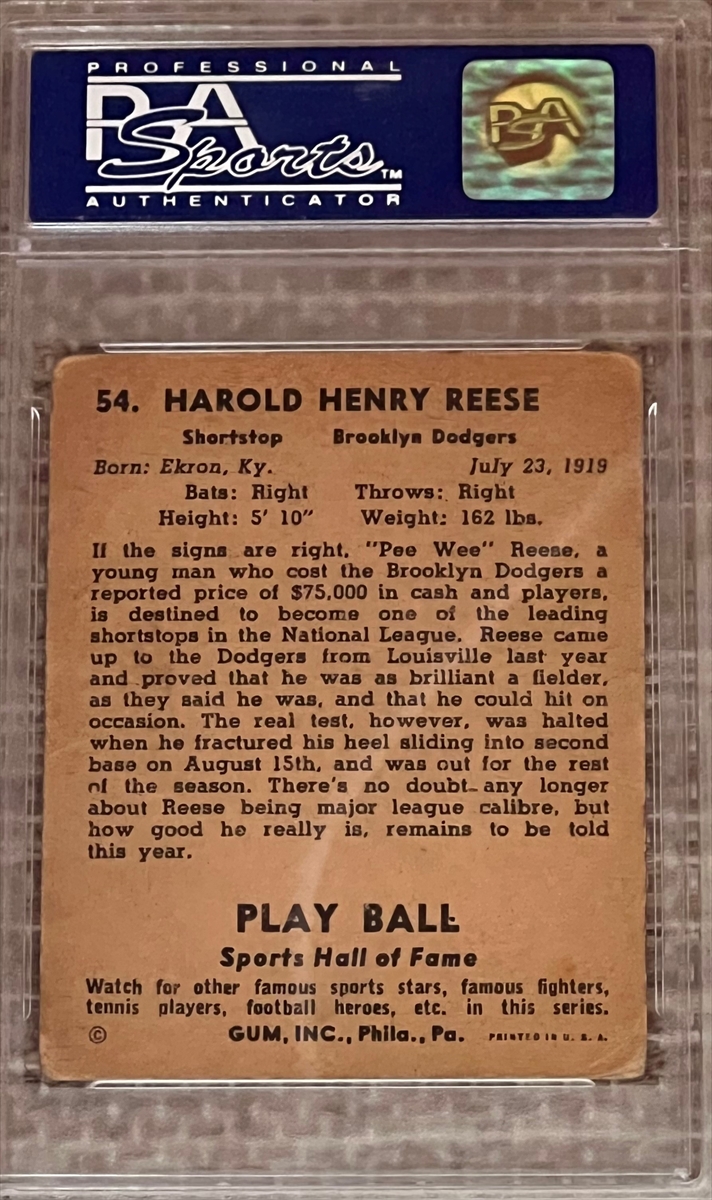 PROFESSIONAL
PSA
Sports™
AUTHENTICATOR
PSA
54. HAROLD HENRY REESE
Shortstop Brooklyn Dodgers
Born: Ekron, Ky. July 23, 1919
Bats: Right Throws: Right
Height: 5' 10" Weight: 162 lbs.
If the signs are right, "Pee Wee" Reese, a
young man who cost the Brooklyn Dodgers a
reported price of $75,000 in cash and players,
is destined to become one of the leading
shortstops in the National League. Reese came
up to the Dodgers from Louisville last year
and proved that he was as brilliant a fielder,
as they said he was, and that he could hit on
occasion. The real test, however, was halted
when he fractured his heel sliding into second
base on August 15th, and was out for the rest
of the season. There's no doubt any longer
about Reese being major league calibre, but
how good he really is, remains to be told
this year.
PLAY BALL
Sports Hall of Fame
Watch for other famous sports stars, famous fighters,
tennis players, football heroes, etc. in this series.
© GUM, INC., Phila., Pa. PRINTED IN U. S. A.